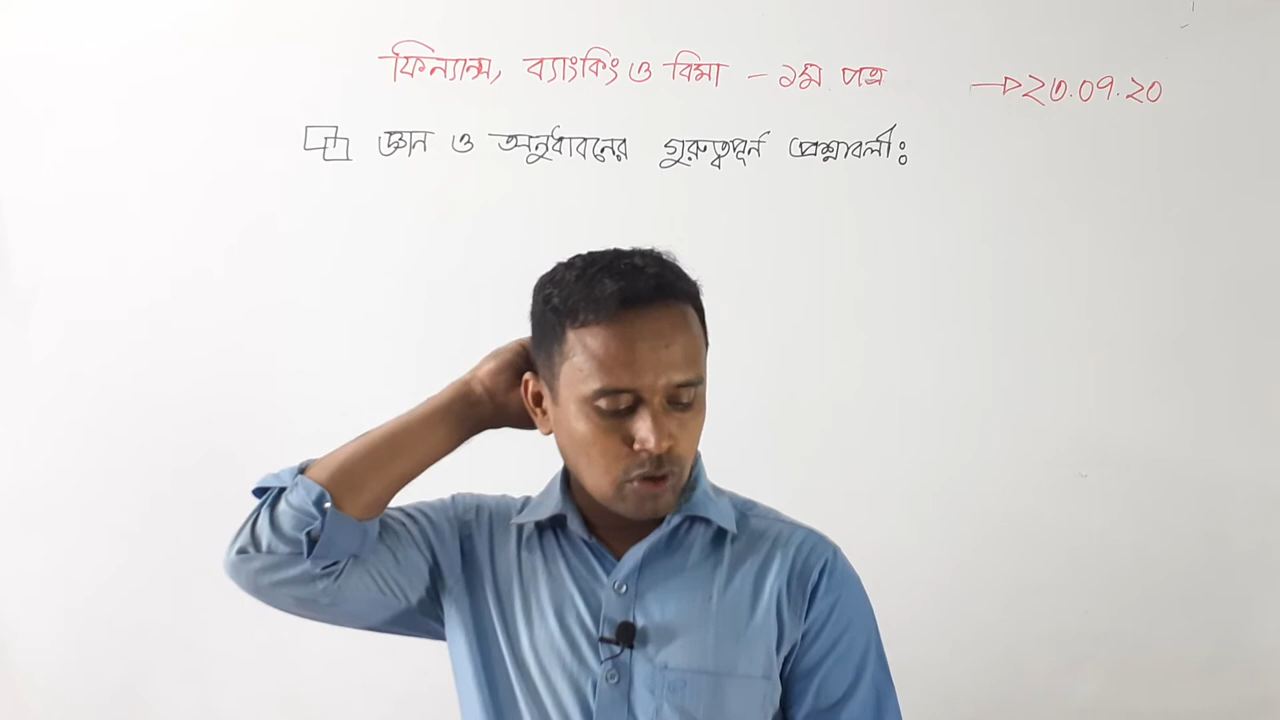 ফিন্যান্স, ব্যাংকিং ও বিমা - ১ম পত্র → ২৩.০৭.২০
জ্ঞান ও অনুধাবনের গুরুত্বপূর্ন প্রশ্নাবলী: